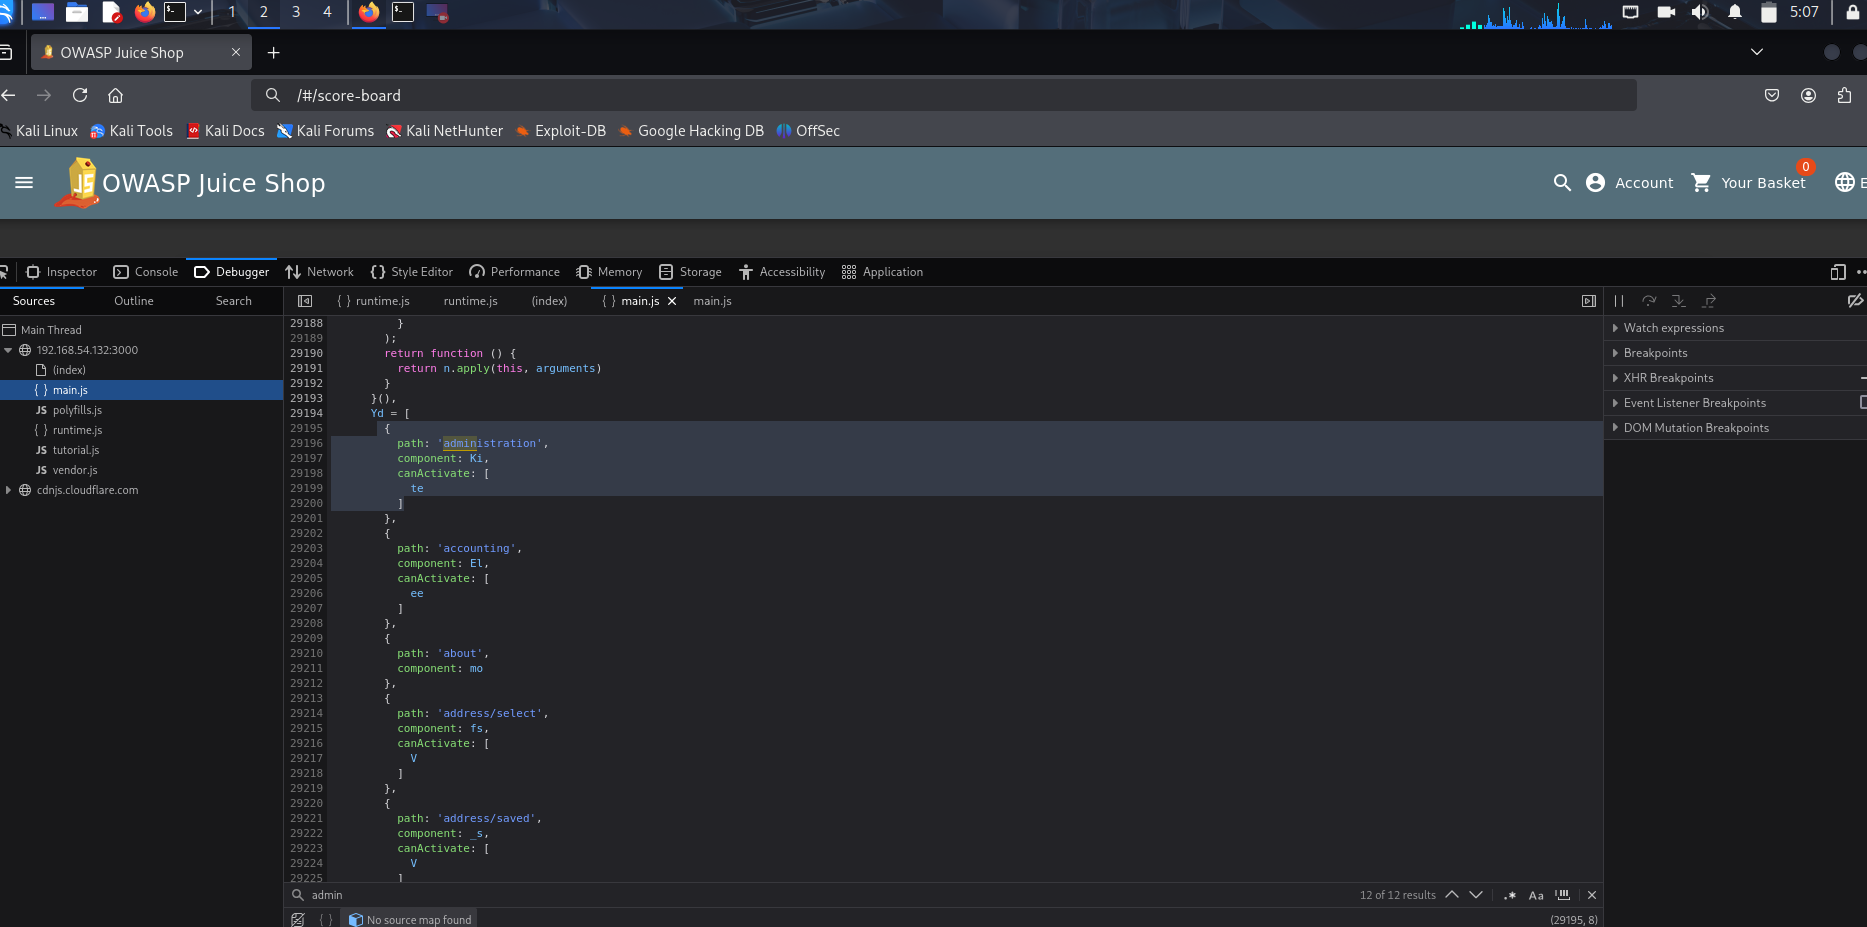 1 2 3 4 5:07
OWASP Juice Shop
/#/score-board
Kali Linux Kali Tools Kali Docs Kali Forums Kali NetHunter Exploit-DB Google Hacking DB OffSec
OWASP Juice Shop Account Your Basket 0 E
Inspector Console Debugger Network Style Editor Performance Memory Storage Accessibility Application
Sources Outline Search { } runtime.js runtime.js (index) { } main.js main.js
Main Thread
192.168.54.132:3000
(index)
{ } main.js
JS polyfills.js
{ } runtime.js
JS tutorial.js
JS vendor.js
cdnjs.cloudflare.com
29188 }
29189 );
29190 return function () {
29191 return n.apply(this, arguments)
29192 }
29193 }(),
29194 Yd = [
29195 {
29196 path: 'administration',
29197 component: Ki,
29198 canActivate: [
29199 te
29200 ]
29201 },
29202 {
29203 path: 'accounting',
29204 component: El,
29205 canActivate: [
29206 ee
29207 ]
29208 },
29209 {
29210 path: 'about',
29211 component: mo
29212 },
29213 {
29214 path: 'address/select',
29215 component: fs,
29216 canActivate: [
29217 V
29218 ]
29219 },
29220 {
29221 path: 'address/saved',
29222 component: _s,
29223 canActivate: [
29224 V
29225 ]
Watch expressions
Breakpoints
XHR Breakpoints
Event Listener Breakpoints
DOM Mutation Breakpoints
admin 12 of 12 results .* Aa
{ } No source map found (29195, 8)